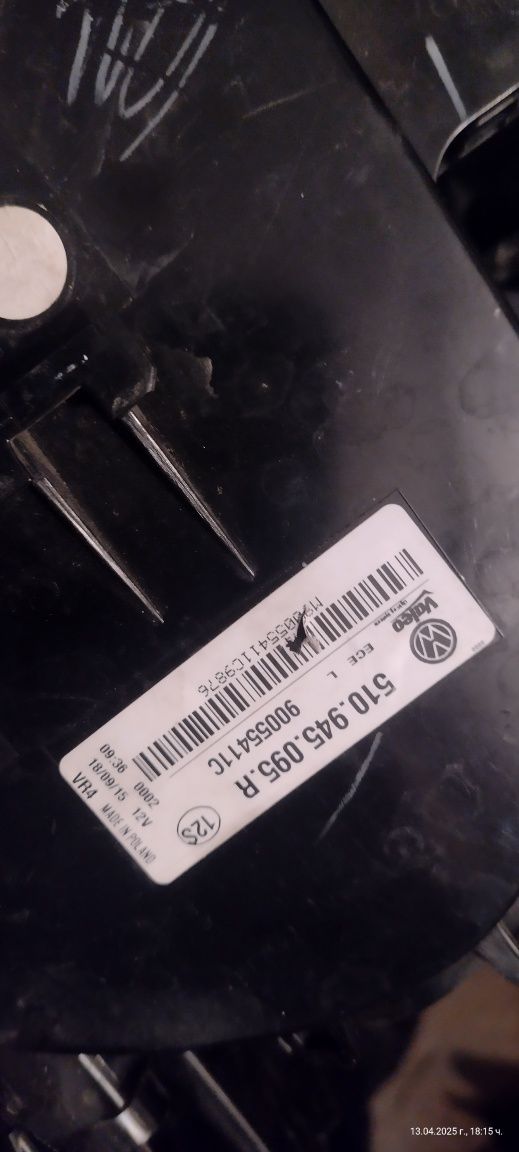 Valeo
ECE L
510.945.095.R
90055411C
M90055411C9876
09:36 0002
18/09/15 12V
VR4 MADE IN POLAND
12S
13.04.2025 г., 18:15 ч.